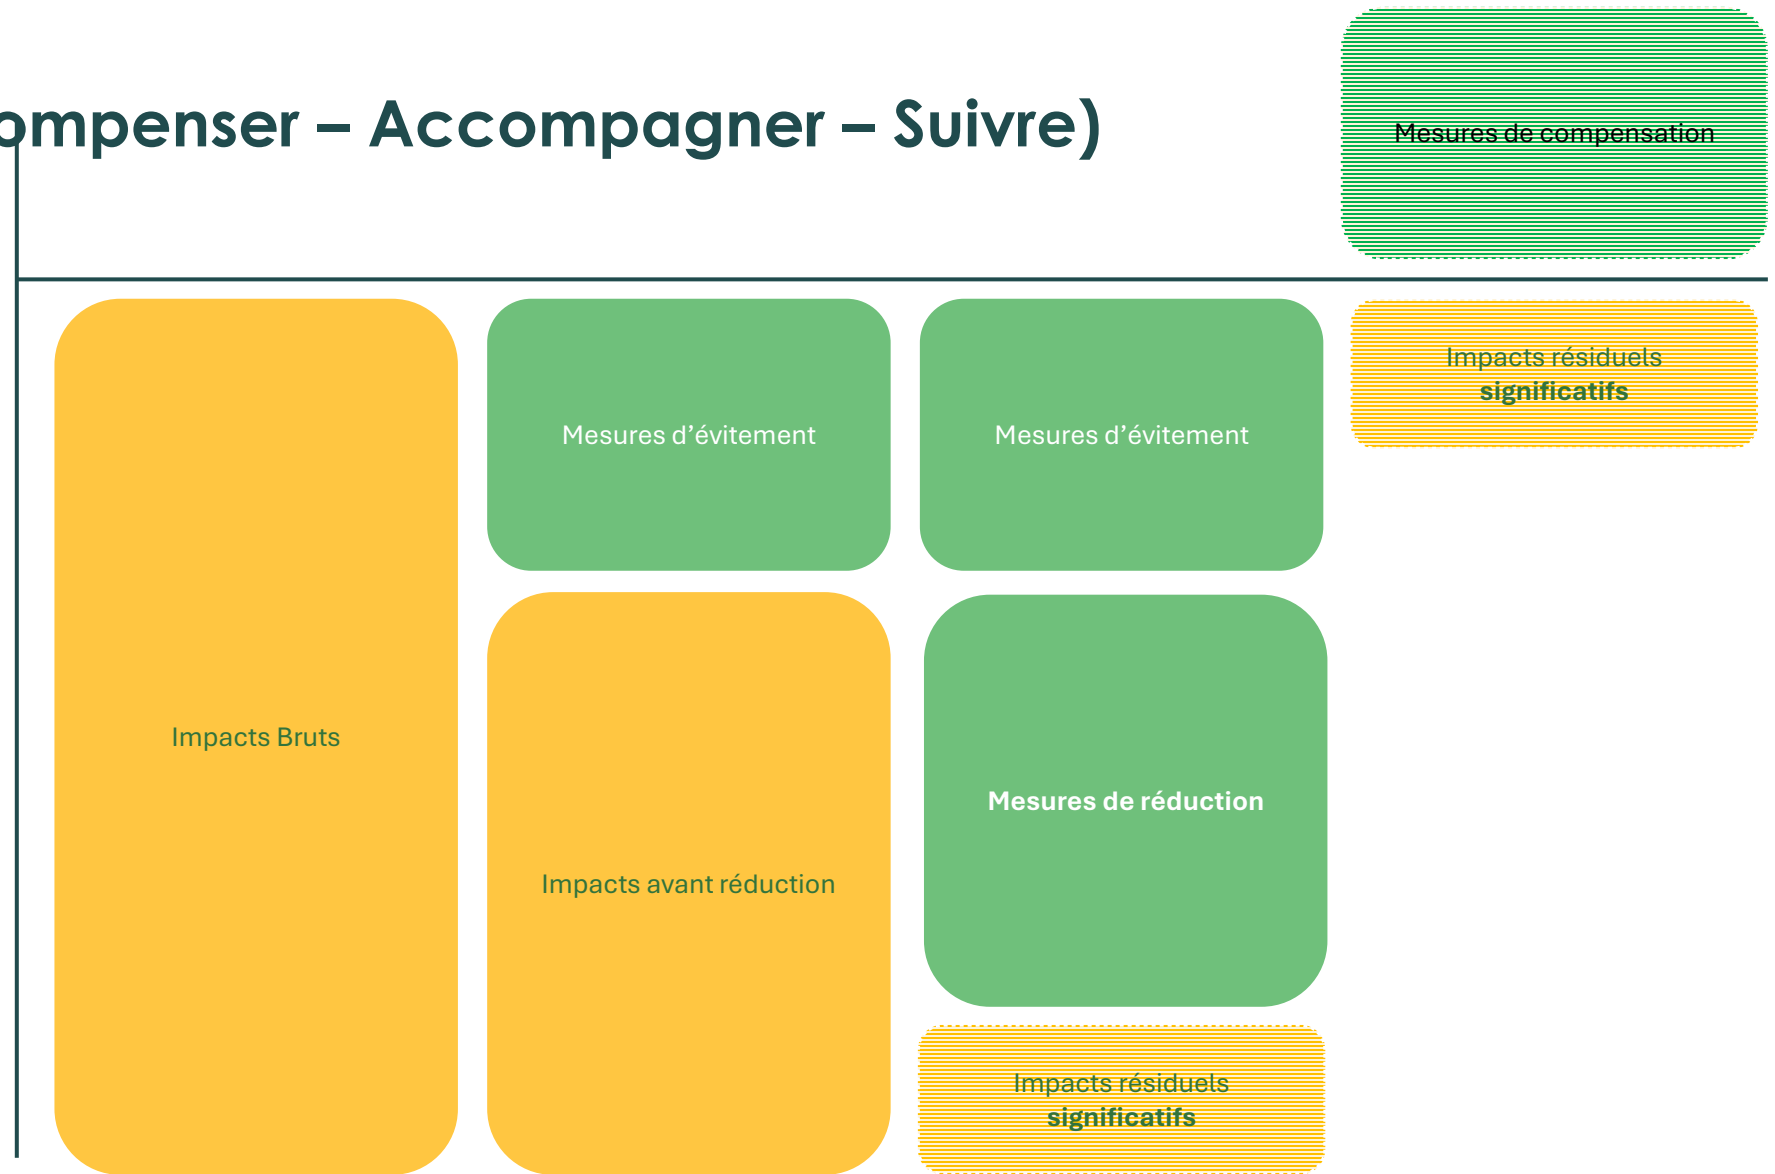 ompenser – Accompagner – Suivre)
Mesures de compensation
Impacts résiduels
significatifs
Mesures d’évitement
Mesures d’évitement
Impacts Bruts
Mesures de réduction
Impacts avant réduction
Impacts résiduels
significatifs